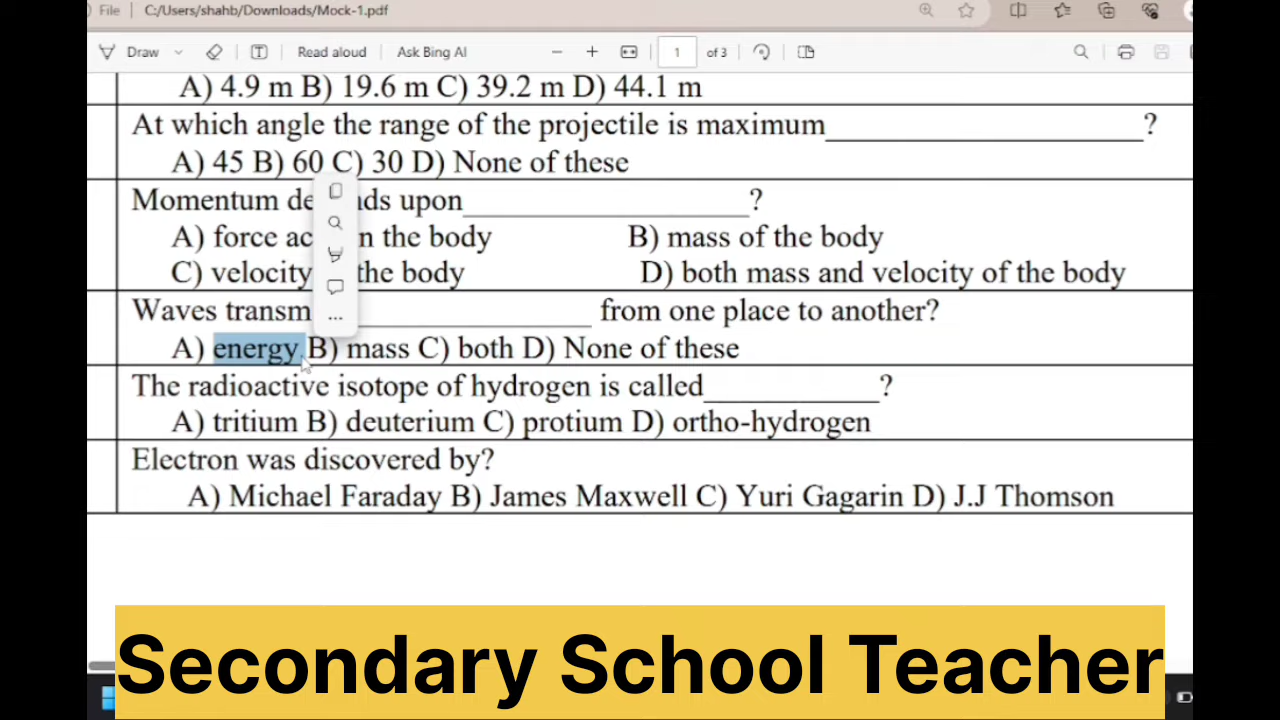 File C:/Users/shahb/Downloads/Mock-1.pdf
Draw Read aloud Ask Bing AI 1 of 3
A) 4.9 m B) 19.6 m C) 39.2 m D) 44.1 m
At which angle the range of the projectile is maximum____________________?
A) 45 B) 60 C) 30 D) None of these
Momentum de nds upon__________________?
A) force ac n the body B) mass of the body
C) velocity the body D) both mass and velocity of the body
Waves transm_______________ from one place to another?
A) energy B) mass C) both D) None of these
The radioactive isotope of hydrogen is called___________?
A) tritium B) deuterium C) protium D) ortho-hydrogen
Electron was discovered by?
A) Michael Faraday B) James Maxwell C) Yuri Gagarin D) J.J Thomson
Secondary School Teacher